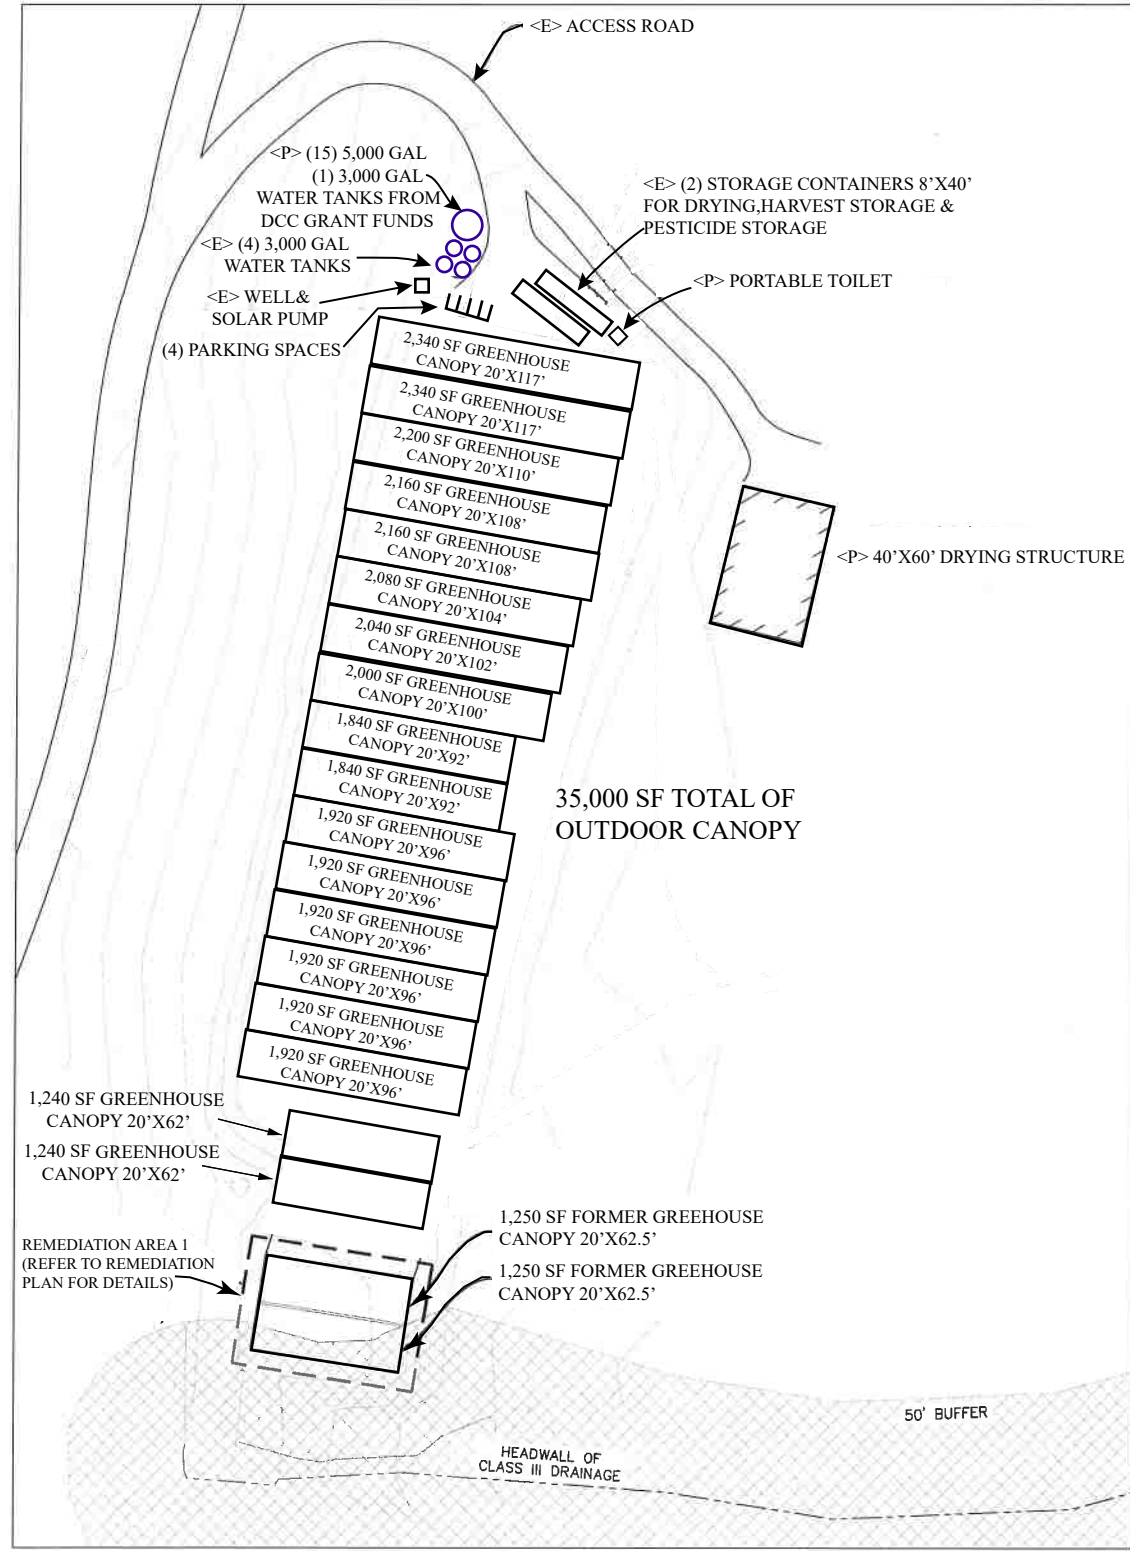 <E> ACCESS ROAD
<P> (15) 5,000 GAL
(1) 3,000 GAL
WATER TANKS FROM
DCC GRANT FUNDS
<E> (4) 3,000 GAL
WATER TANKS
<E> WELL&
SOLAR PUMP
(4) PARKING SPACES
<E> (2) STORAGE CONTAINERS 8'X40'
FOR DRYING,HARVEST STORAGE &
PESTICIDE STORAGE
<P> PORTABLE TOILET
<P> 40'X60' DRYING STRUCTURE
2,340 SF GREENHOUSE
CANOPY 20'X117'
2,340 SF GREENHOUSE
CANOPY 20'X117'
2,200 SF GREENHOUSE
CANOPY 20'X110'
2,160 SF GREENHOUSE
CANOPY 20'X108'
2,160 SF GREENHOUSE
CANOPY 20'X108'
2,080 SF GREENHOUSE
CANOPY 20'X104'
2,040 SF GREENHOUSE
CANOPY 20'X102'
2,000 SF GREENHOUSE
CANOPY 20'X100'
1,840 SF GREENHOUSE
CANOPY 20'X92'
1,840 SF GREENHOUSE
CANOPY 20'X92'
1,920 SF GREENHOUSE
CANOPY 20'X96'
1,920 SF GREENHOUSE
CANOPY 20'X96'
1,920 SF GREENHOUSE
CANOPY 20'X96'
1,920 SF GREENHOUSE
CANOPY 20'X96'
1,920 SF GREENHOUSE
CANOPY 20'X96'
1,920 SF GREENHOUSE
CANOPY 20'X96'
35,000 SF TOTAL OF
OUTDOOR CANOPY
1,240 SF GREENHOUSE
CANOPY 20'X62'
1,240 SF GREENHOUSE
CANOPY 20'X62'
1,250 SF FORMER GREEHOUSE
CANOPY 20'X62.5'
1,250 SF FORMER GREEHOUSE
CANOPY 20'X62.5'
REMEDIATION AREA 1
(REFER TO REMEDIATION
PLAN FOR DETAILS)
50' BUFFER
HEADWALL OF
CLASS III DRAINAGE